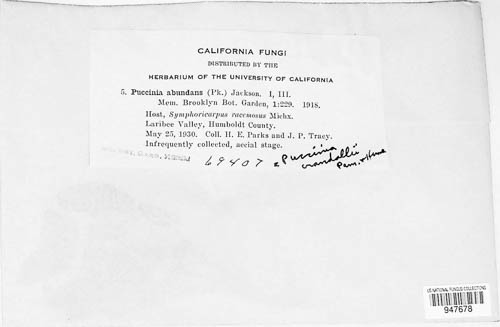 CALIFORNIA FUNGI
DISTRIBUTED BY THE
HERBARIUM OF THE UNIVERSITY OF CALIFORNIA
5. Puccinia abundans (Pk.) Jackson. I, III.
Mem. Brooklyn Bot. Garden, 1:229. 1918.
Host, Symphoricarpus racemosus Michx.
Laribee Valley, Humboldt County.
May 25, 1930. Coll. H. E. Parks and J. P. Tracy.
Infrequently collected, aecial stage.
69407
Puccinia
crandallii
Pam. & Hume
US NATIONAL FUNGUS COLLECTIONS
947678